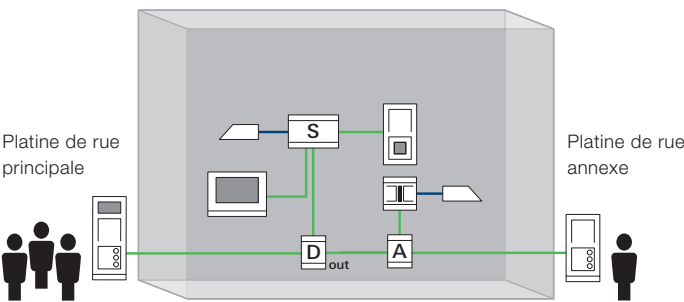 S
Platine de rue
principale
Platine de rue
annexe
D
out
A